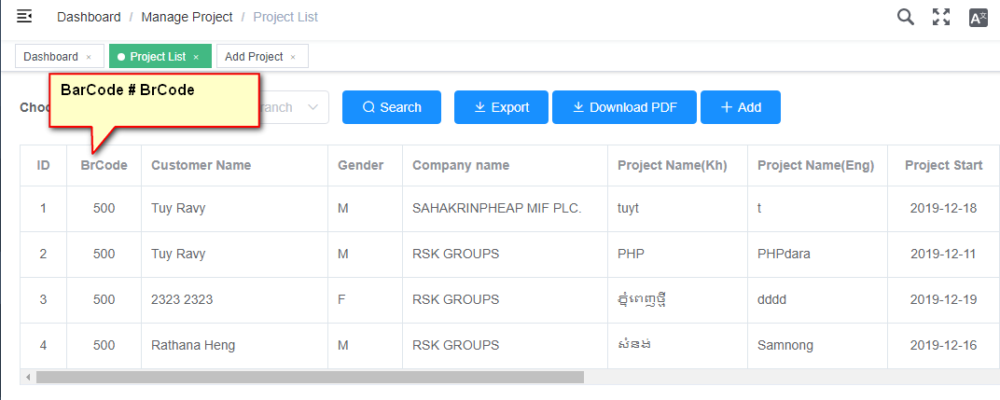 Dashboard / Manage Project / Project List
Dashboard × Project List × Add Project ×
BarCode # BrCode
Search Export Download PDF Add
ID BrCode Customer Name Gender Company name Project Name(Kh) Project Name(Eng) Project Start
1 500 Tuy Ravy M SAHAKRINPHEAP MIF PLC. tuyt t 2019-12-18
2 500 Tuy Ravy M RSK GROUPS PHP PHPdara 2019-12-11
3 500 2323 2323 F RSK GROUPS ភ្នំពេញថ្មី dddd 2019-12-19
4 500 Rathana Heng M RSK GROUPS សំនង់ Samnong 2019-12-16